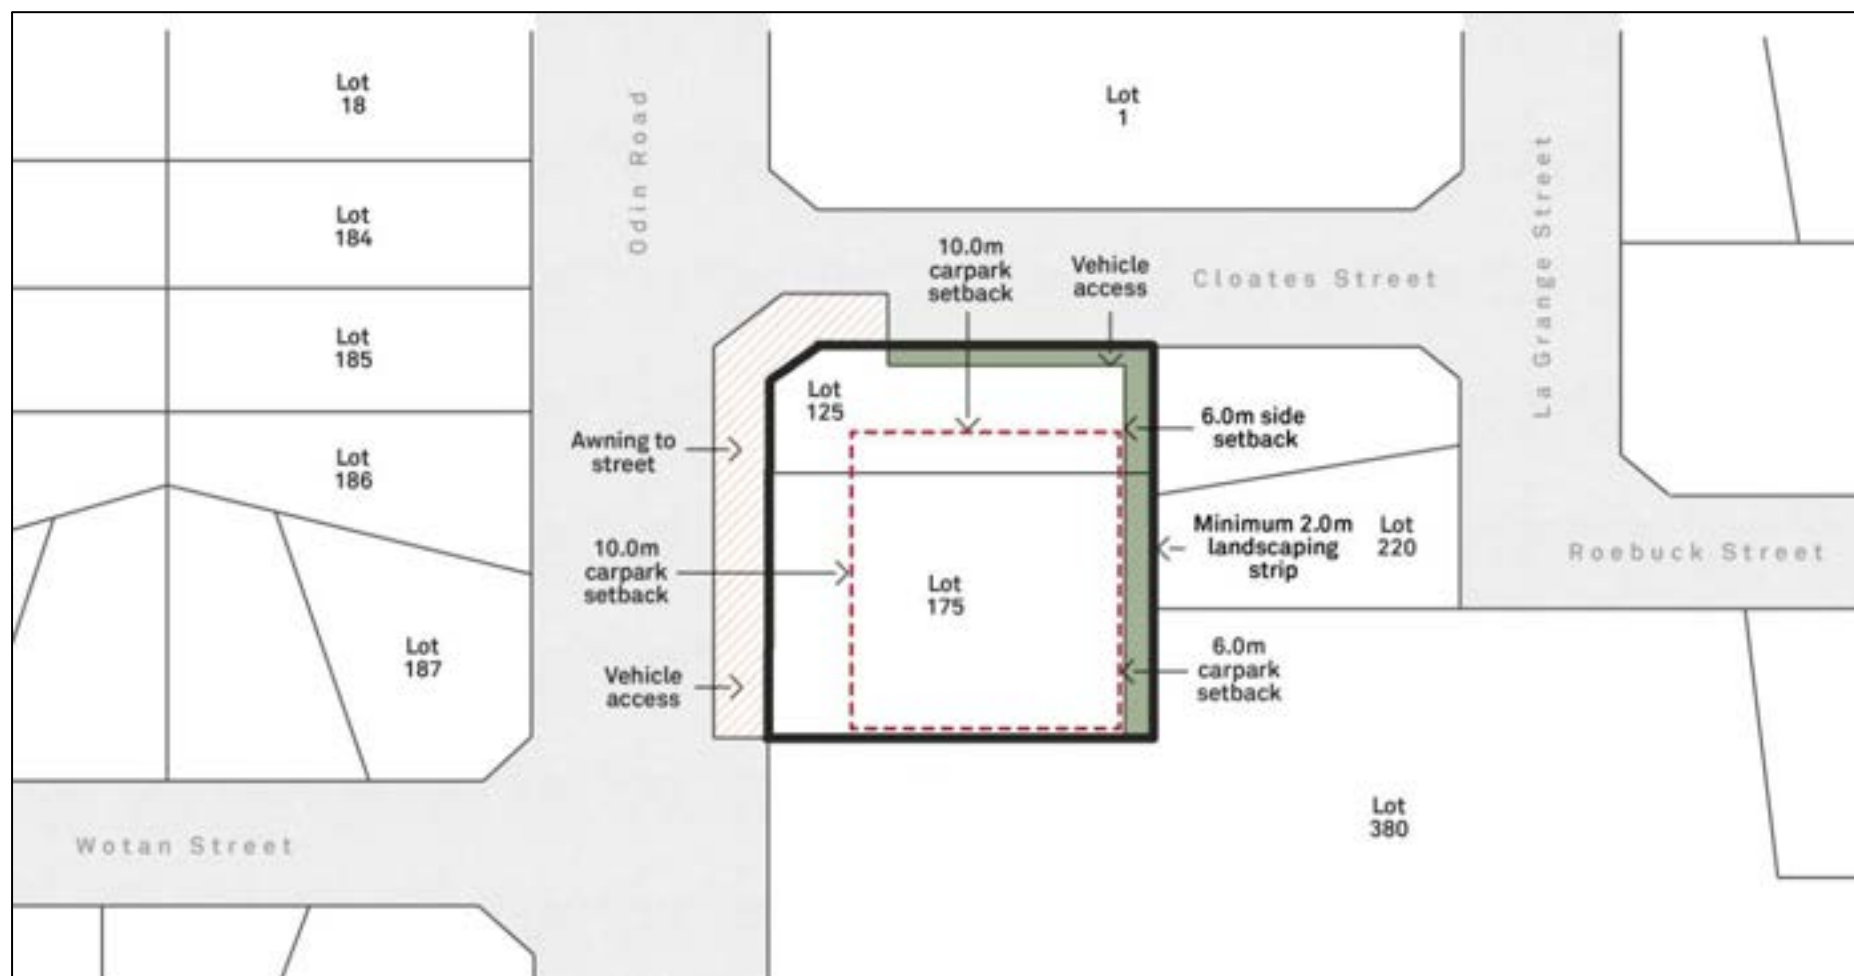 Lot
18
Lot
1
Odin Road
La Grange Street
Lot
184
10.0m
carpark
setback
Vehicle
access
Cloates Street
Lot
185
Lot
125
6.0m side
setback
Awning to
street
Lot
186
Minimum 2.0m
landscaping
strip
Lot
220
Roebuck Street
10.0m
carpark
setback
Lot
175
Lot
187
6.0m
carpark
setback
Vehicle
access
Lot
380
Wotan Street